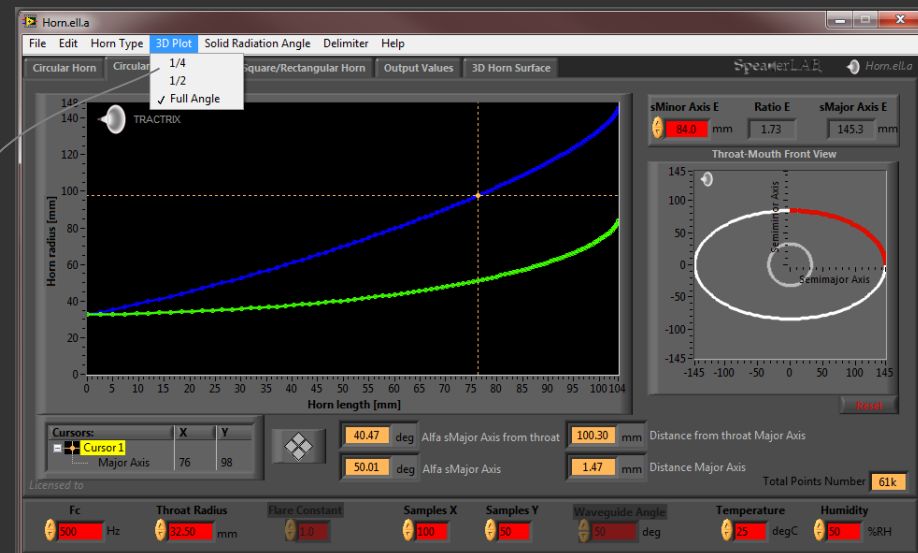 Horn.ell.a
File Edit Horn Type 3D Plot Solid Radiation Angle Delimiter Help
1/4
1/2
✓ Full Angle
Circular Horn Circular Square/Rectangular Horn Output Values 3D Horn Surface
SpeakerLAB Horn.ell.a
TRACTRIX
Horn radius [mm]
148
140
120
100
80
60
40
20
0
0 5 10 15 20 25 30 35 40 45 50 55 60 65 70 75 80 85 90 95 100 104
Horn length [mm]
sMinor Axis E Ratio E sMajor Axis E
84.0 mm 1.73 145.3 mm
Throat-Mouth Front View
145
100
50
0
-50
-100
-145
Semiminor Axis
Semimajor Axis
-145 -100 -50 0 50 100 145
Reset
Cursors: X Y
Cursor 1
Major Axis 76 98
40.47 deg Alfa sMajor Axis from throat 100.30 mm Distance from throat Major Axis
50.01 deg Alfa sMajor Axis 1.47 mm Distance Major Axis
Total Points Number 61k
Licensed to
Fc Throat Radius Flare Constant Samples X Samples Y Waveguide Angle Temperature Humidity
500 Hz 32.50 mm 1.0 100 50 50 deg 25 degC 50 %RH